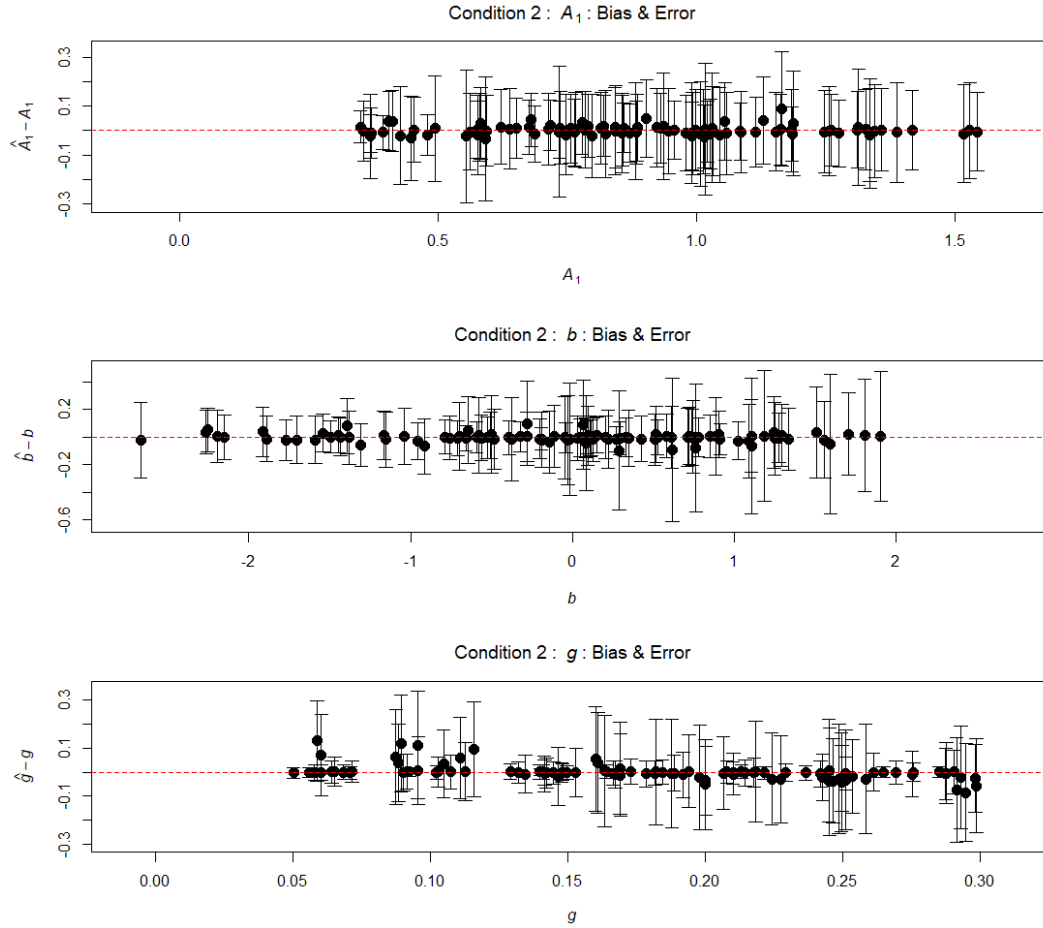 Condition 2 : A₁ : Bias & Error
Â₁ − A₁
0.3
0.1
-0.1
-0.3
0.0 0.5 1.0 1.5
A₁
Condition 2 : b : Bias & Error
b̂ − b
0.2
-0.2
-0.6
-2 -1 0 1 2
b
Condition 2 : g : Bias & Error
ĝ − g
0.3
0.1
-0.1
-0.3
0.00 0.05 0.10 0.15 0.20 0.25 0.30
g